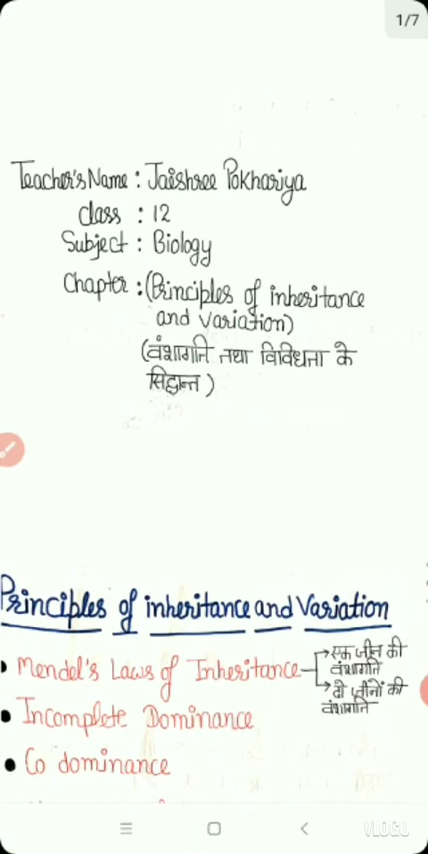 1/7
Teacher's Name : Jaishree Pokhariya
class : 12
Subject : Biology
Chapter : (Principles of inheritance
and variation)
(वंशागति तथा विविधता के
सिद्धान्त)
Principles of inheritance and Variation
• Mendel's Laws of Inheritance → एक जीन की
वंशागति
→ दो जीनों की
वंशागति
• Incomplete Dominance
• Co dominance
VLOGU